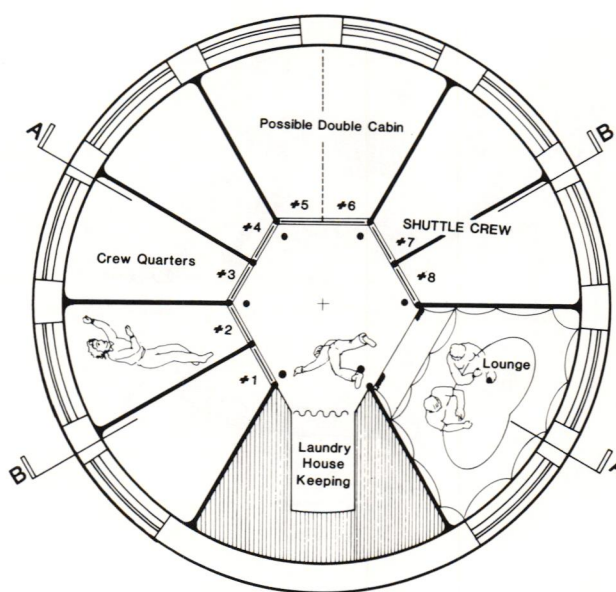 A
B
Possible Double Cabin
#5
#6
#4
#7
SHUTTLE CREW
Crew Quarters
#3
#8
#2
Lounge
#1
Laundry
House
Keeping
B
A